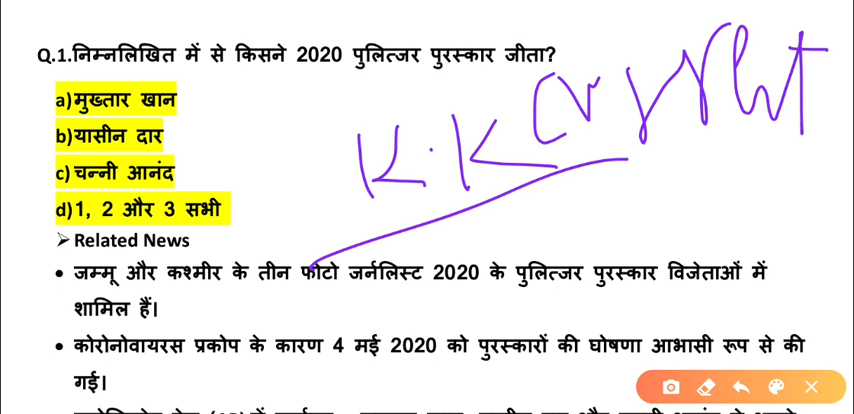 Q.1.निम्नलिखित में से किसने 2020 पुलित्जर पुरस्कार जीता?
a)मुख्तार खान
b)यासीन दार
c) चन्नी आनंद
d)1, 2 और 3 सभी
K.K
➢ Related News
• जम्मू और कश्मीर के तीन फोटो जर्नलिस्ट 2020 के पुलित्जर पुरस्कार विजेताओं में
शामिल हैं।
• कोरोनोवायरस प्रकोप के कारण 4 मई 2020 को पुरस्कारों की घोषणा आभासी रूप से की
गई।